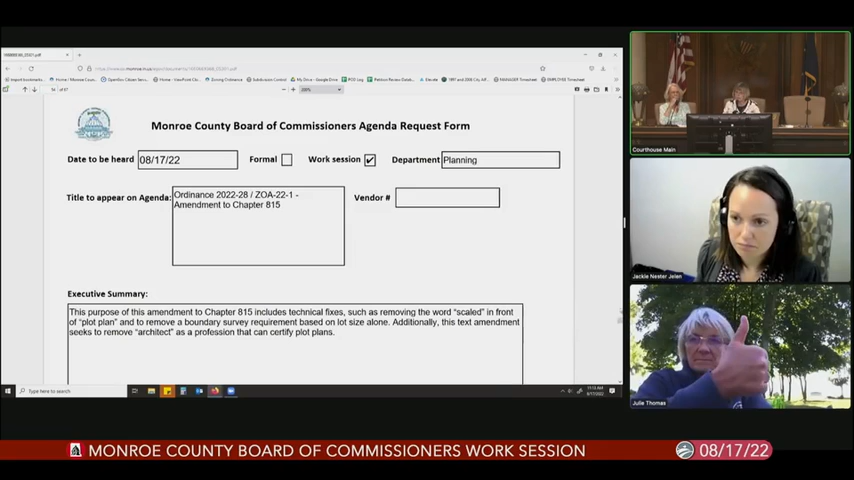 Monroe County Board of Commissioners Agenda Request Form
Date to be heard 08/17/22 Formal Work session ✔ Department Planning
Title to appear on Agenda: Ordinance 2022-28 / ZOA-22-1 - Vendor #
Amendment to Chapter 815
Executive Summary:
This purpose of this amendment to Chapter 815 includes technical fixes, such as removing the word "scaled" in front
of "plot plan" and to remove a boundary survey requirement based on lot size alone. Additionally, this text amendment
seeks to remove "architect" as a profession that can certify plot plans.
Type here to search
Courthouse Main
Jackie Nester Jelen
Julie Thomas
MONROE COUNTY BOARD OF COMMISSIONERS WORK SESSION
08/17/22